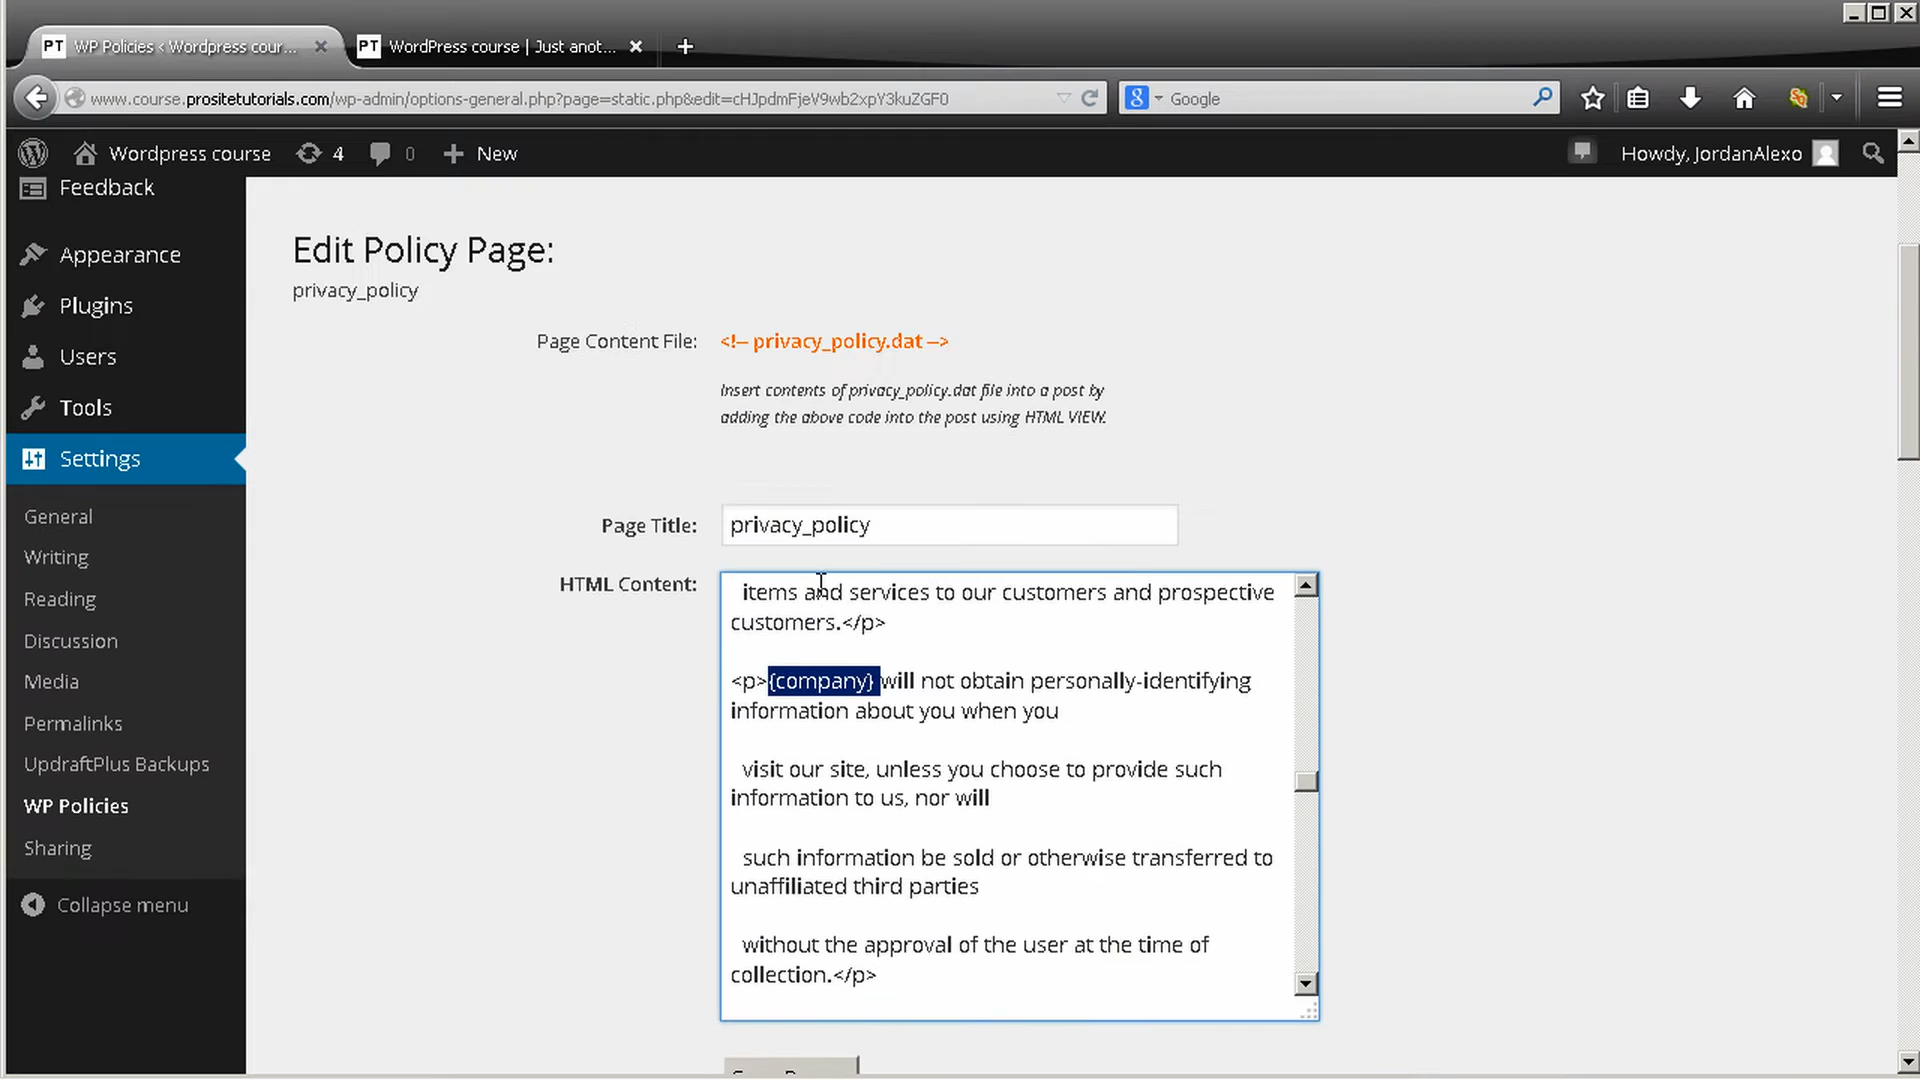 PT WP Policies < Wordpress cour...
PT WordPress course | Just anot...
www.course.prositetutorials.com/wp-admin/options-general.php?page=static.php&edit=cHJpdmFjeV9wb2xpY3kuZGF0
8 Google
Wordpress course 4 0 + New
Howdy, JordanAlexo
Feedback
Appearance
Plugins
Users
Tools
Settings
General
Writing
Reading
Discussion
Media
Permalinks
UpdraftPlus Backups
WP Policies
Sharing
Collapse menu
Edit Policy Page:
privacy_policy
Page Content File: <!-- privacy_policy.dat -->
Insert contents of privacy_policy.dat file into a post by
adding the above code into the post using HTML VIEW.
Page Title: privacy_policy
HTML Content:
items and services to our customers and prospective
customers.</p>
<p>{company} will not obtain personally-identifying
information about you when you
visit our site, unless you choose to provide such
information to us, nor will
such information be sold or otherwise transferred to
unaffiliated third parties
without the approval of the user at the time of
collection.</p>